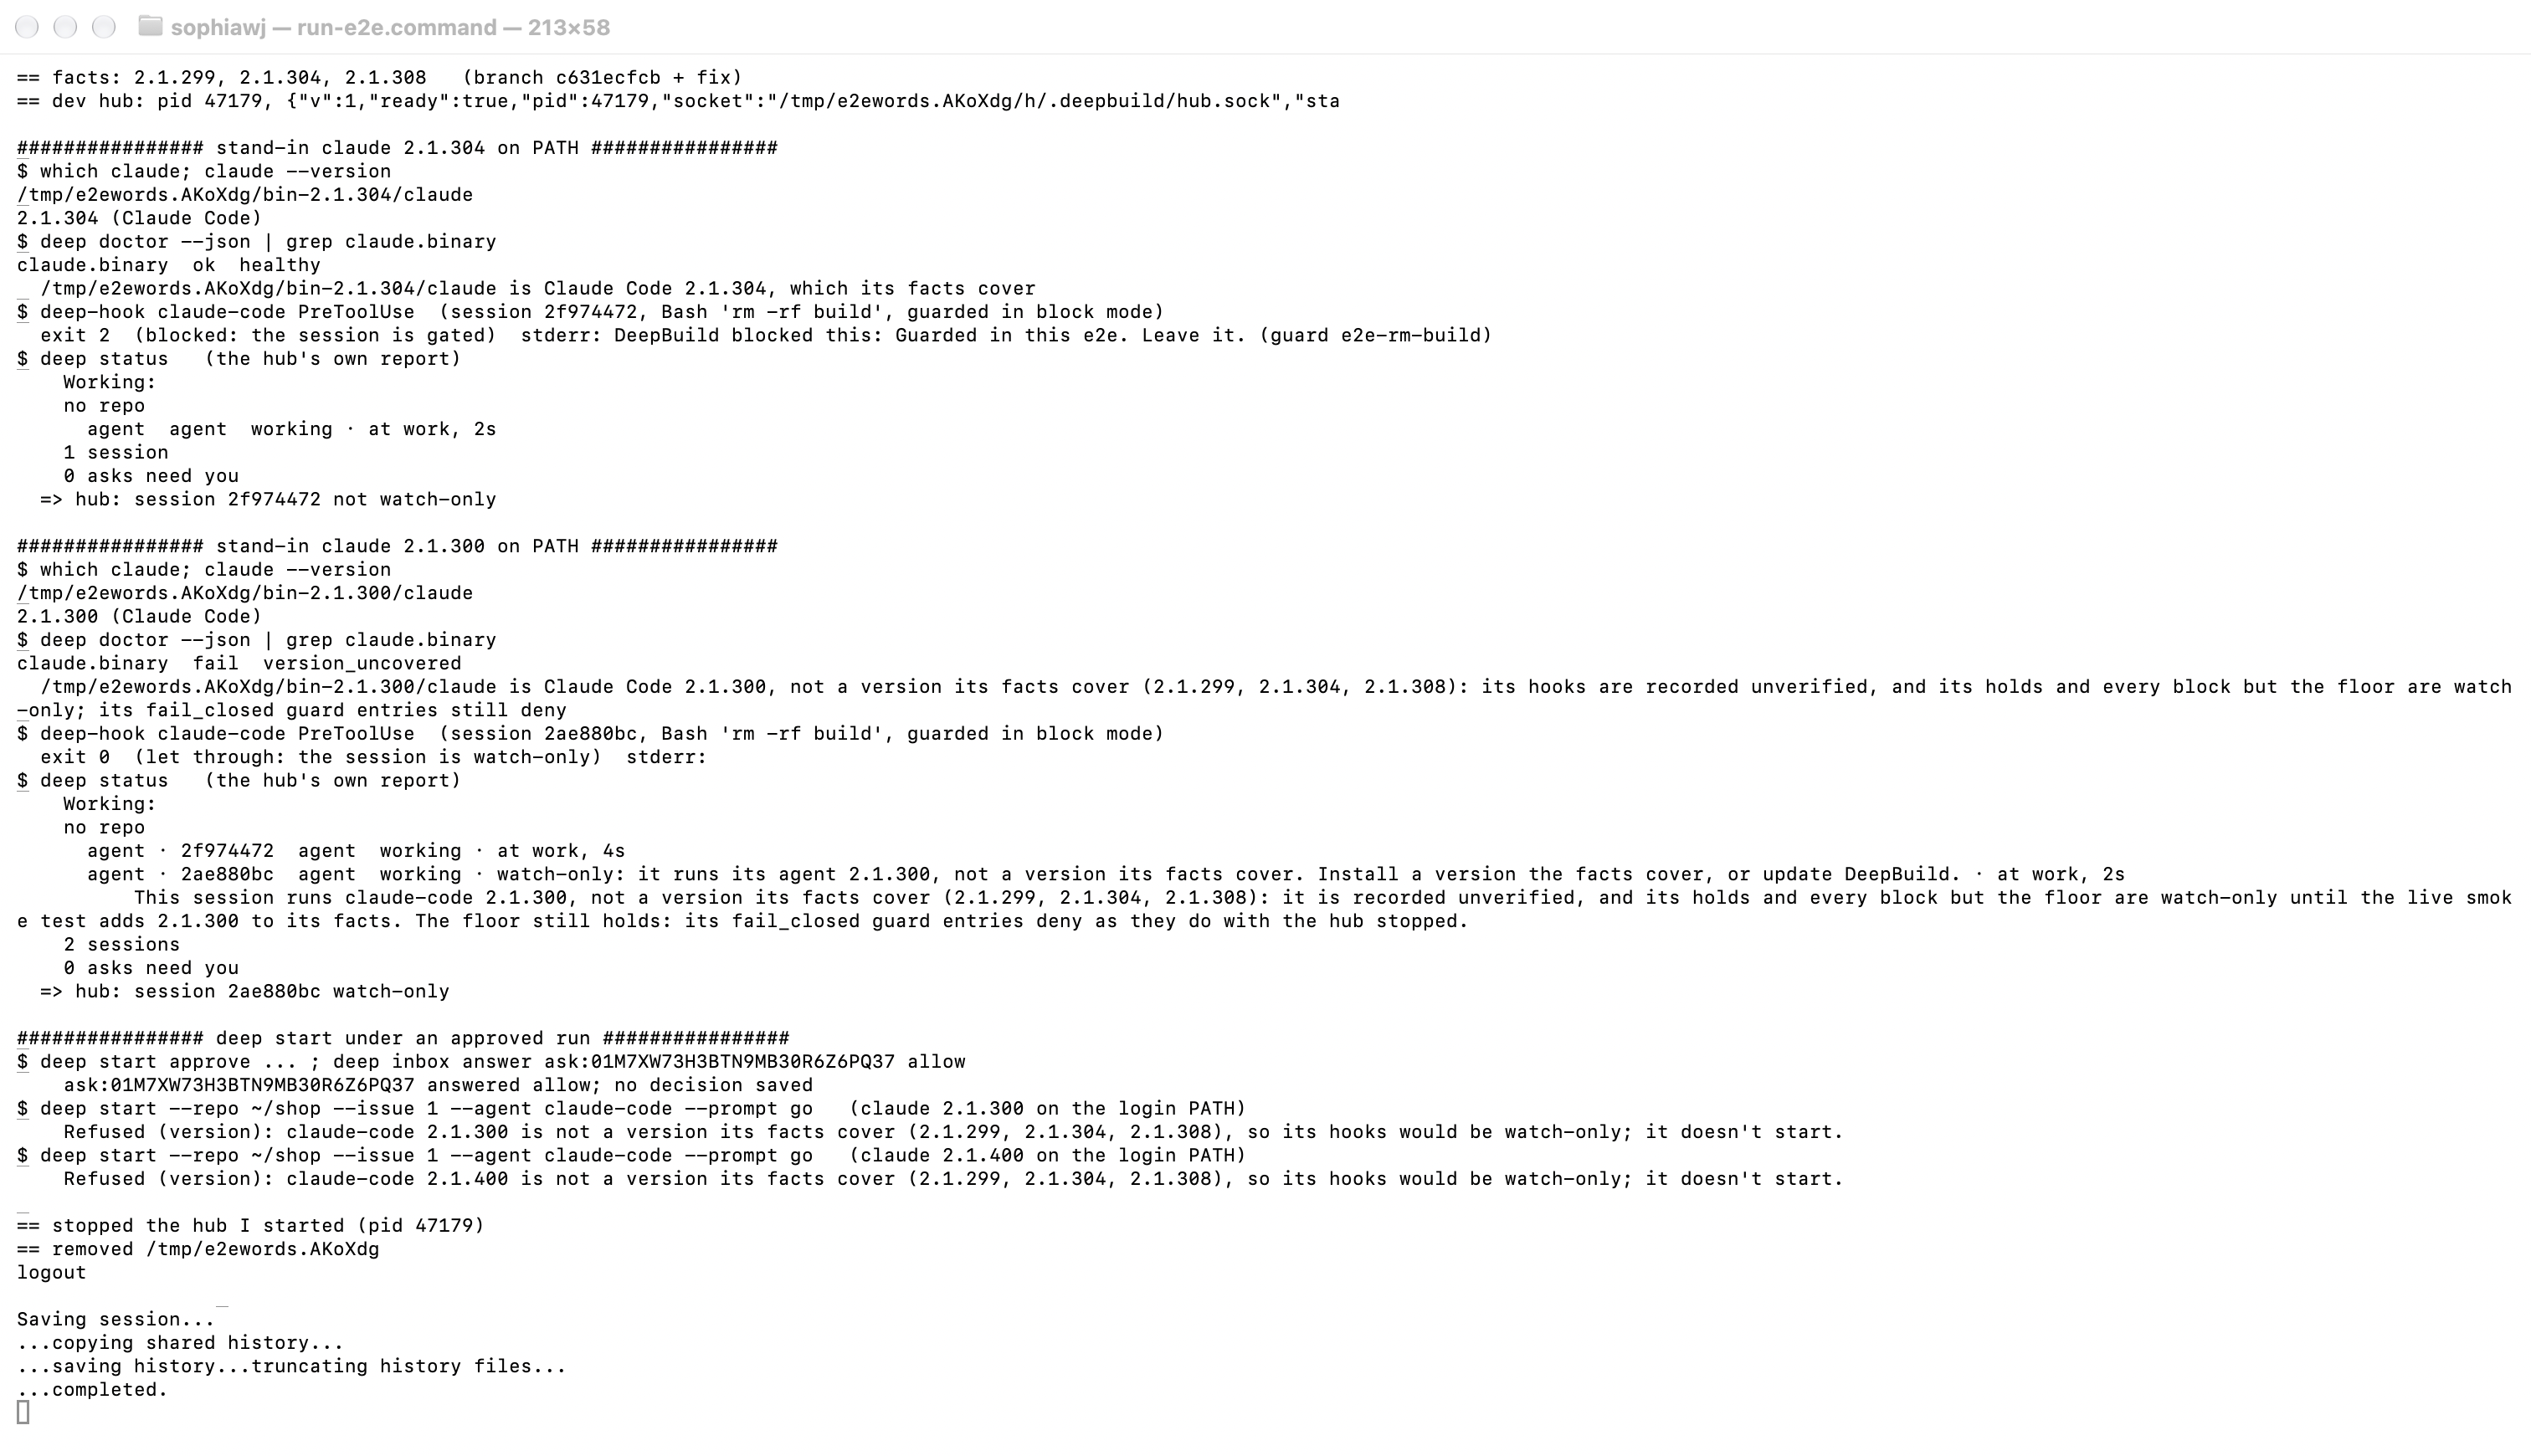 sophiawj — run-e2e.command — 213×58
== facts: 2.1.299, 2.1.304, 2.1.308   (branch c631ecfcb + fix)
== dev hub: pid 47179, {"v":1,"ready":true,"pid":47179,"socket":"/tmp/e2ewords.AKoXdg/h/.deepbuild/hub.sock","sta

################ stand-in claude 2.1.304 on PATH ################
$ which claude; claude --version
/tmp/e2ewords.AKoXdg/bin-2.1.304/claude
2.1.304 (Claude Code)
$ deep doctor --json | grep claude.binary
claude.binary  ok  healthy
  /tmp/e2ewords.AKoXdg/bin-2.1.304/claude is Claude Code 2.1.304, which its facts cover
$ deep-hook claude-code PreToolUse  (session 2f974472, Bash 'rm -rf build', guarded in block mode)
  exit 2  (blocked: the session is gated)  stderr: DeepBuild blocked this: Guarded in this e2e. Leave it. (guard e2e-rm-build)
$ deep status   (the hub's own report)
    Working:
    no repo
      agent  agent  working · at work, 2s
    1 session
    0 asks need you
  => hub: session 2f974472 not watch-only

################ stand-in claude 2.1.300 on PATH ################
$ which claude; claude --version
/tmp/e2ewords.AKoXdg/bin-2.1.300/claude
2.1.300 (Claude Code)
$ deep doctor --json | grep claude.binary
claude.binary  fail  version_uncovered
  /tmp/e2ewords.AKoXdg/bin-2.1.300/claude is Claude Code 2.1.300, not a version its facts cover (2.1.299, 2.1.304, 2.1.308): its hooks are recorded unverified, and its holds and every block but the floor are watch
-only; its fail_closed guard entries still deny
$ deep-hook claude-code PreToolUse  (session 2ae880bc, Bash 'rm -rf build', guarded in block mode)
  exit 0  (let through: the session is watch-only)  stderr:
$ deep status   (the hub's own report)
    Working:
    no repo
      agent · 2f974472  agent  working · at work, 4s
      agent · 2ae880bc  agent  working · watch-only: it runs its agent 2.1.300, not a version its facts cover. Install a version the facts cover, or update DeepBuild. · at work, 2s
          This session runs claude-code 2.1.300, not a version its facts cover (2.1.299, 2.1.304, 2.1.308): it is recorded unverified, and its holds and every block but the floor are watch-only until the live smok
e test adds 2.1.300 to its facts. The floor still holds: its fail_closed guard entries deny as they do with the hub stopped.
    2 sessions
    0 asks need you
  => hub: session 2ae880bc watch-only

################ deep start under an approved run ################
$ deep start approve ... ; deep inbox answer ask:01M7XW73H3BTN9MB30R6Z6PQ37 allow
    ask:01M7XW73H3BTN9MB30R6Z6PQ37 answered allow; no decision saved
$ deep start --repo ~/shop --issue 1 --agent claude-code --prompt go   (claude 2.1.300 on the login PATH)
    Refused (version): claude-code 2.1.300 is not a version its facts cover (2.1.299, 2.1.304, 2.1.308), so its hooks would be watch-only; it doesn't start.
$ deep start --repo ~/shop --issue 1 --agent claude-code --prompt go   (claude 2.1.400 on the login PATH)
    Refused (version): claude-code 2.1.400 is not a version its facts cover (2.1.299, 2.1.304, 2.1.308), so its hooks would be watch-only; it doesn't start.

== stopped the hub I started (pid 47179)
== removed /tmp/e2ewords.AKoXdg
logout

Saving session...
...copying shared history...
...saving history...truncating history files...
...completed.